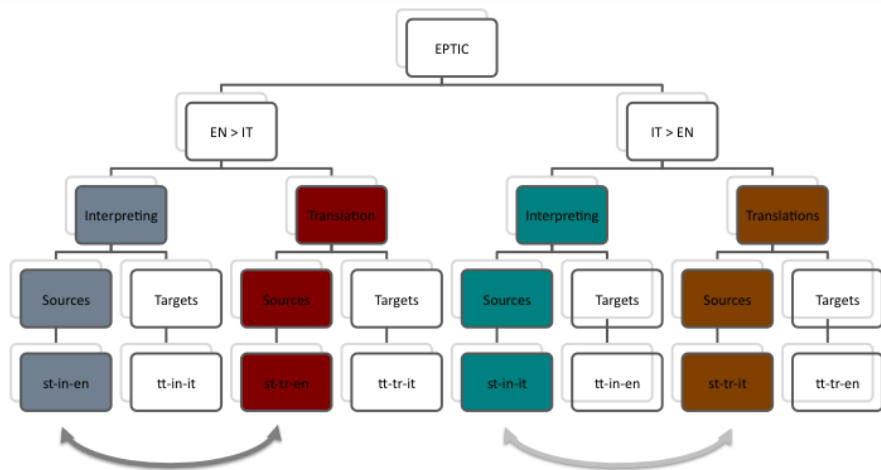 EPTIC
EN > IT
IT > EN
Interpreting
Translation
Interpreting
Translations
Sources
Targets
Sources
Targets
Sources
Targets
Sources
Targets
st-in-en
tt-in-it
st-tr-en
tt-tr-it
st-in-it
tt-in-en
st-tr-it
tt-tr-en